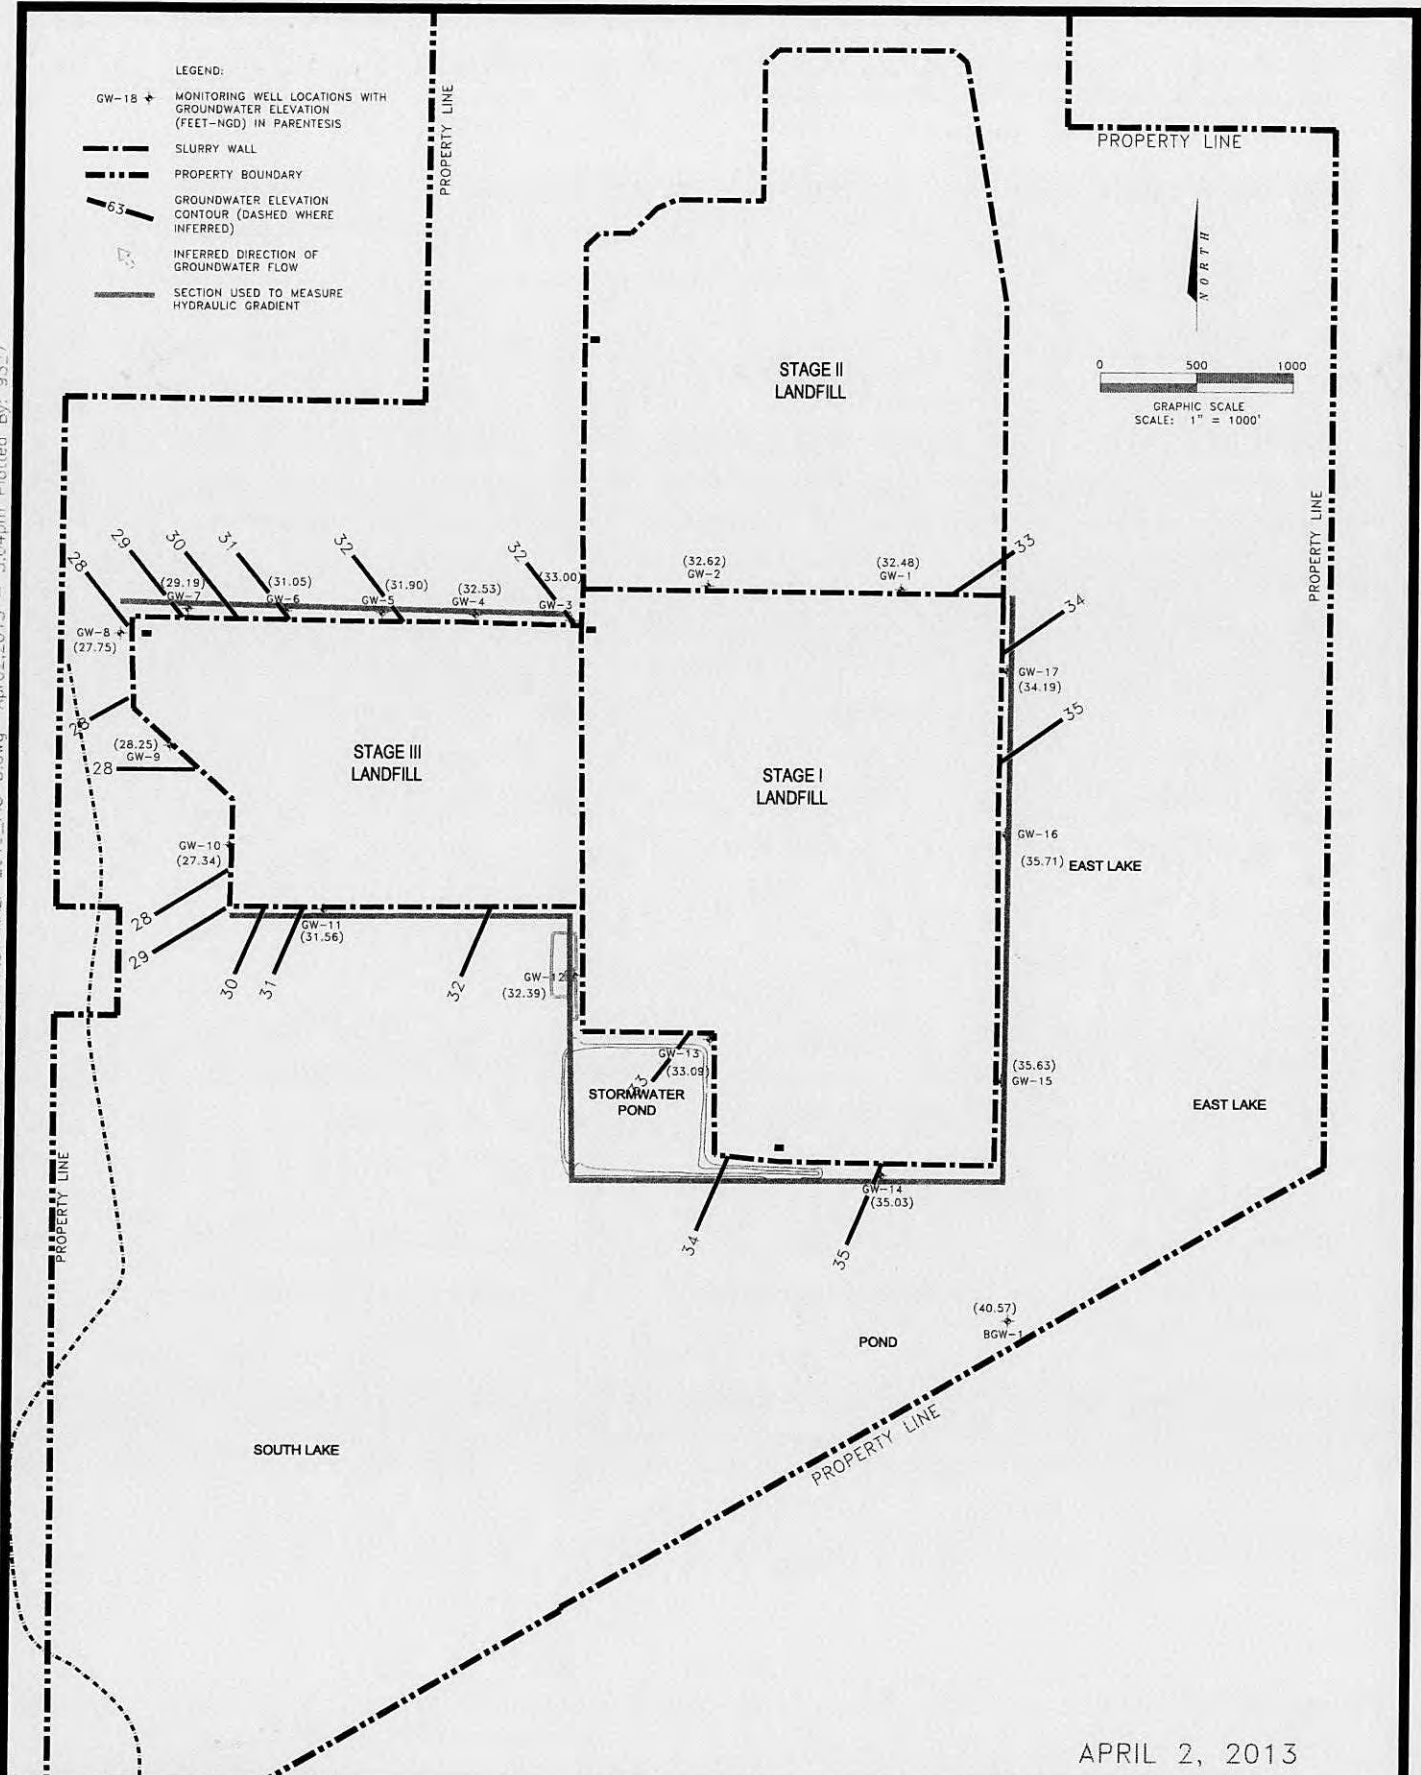 LEGEND:
GW-18
MONITORING WELL LOCATIONS WITH
GROUNDWATER ELEVATION
(FEET-NGD) IN PARENTESIS
SLURRY WALL
PROPERTY BOUNDARY
63
GROUNDWATER ELEVATION
CONTOUR (DASHED WHERE
INFERRED)
INFERRED DIRECTION OF
GROUNDWATER FLOW
SECTION USED TO MEASURE
HYDRAULIC GRADIENT
PROPERTY LINE
PROPERTY LINE
NORTH
0 500 1000
GRAPHIC SCALE
SCALE: 1" = 1000'
STAGE II
LANDFILL
PROPERTY LINE
28
29
30
31
32
32
33
(29.19)
GW-7
(31.05)
GW-6
(31.90)
GW-5
(32.53)
GW-4
(33.00)
GW-3
(32.62)
GW-2
(32.48)
GW-1
34
GW-8
(27.75)
GW-17
(34.19)
28
35
(28.25)
GW-9
28
STAGE III
LANDFILL
STAGE I
LANDFILL
GW-16
(35.71)
EAST LAKE
GW-10
(27.34)
28
29
30
31
GW-11
(31.56)
32
GW-12
(32.39)
GW-13
(33.09)
33
STORMWATER
POND
(35.63)
GW-15
EAST LAKE
PROPERTY LINE
34
GW-14
(35.03)
35
(40.57)
BGW-1
POND
PROPERTY LINE
SOUTH LAKE
APRIL 2, 2013